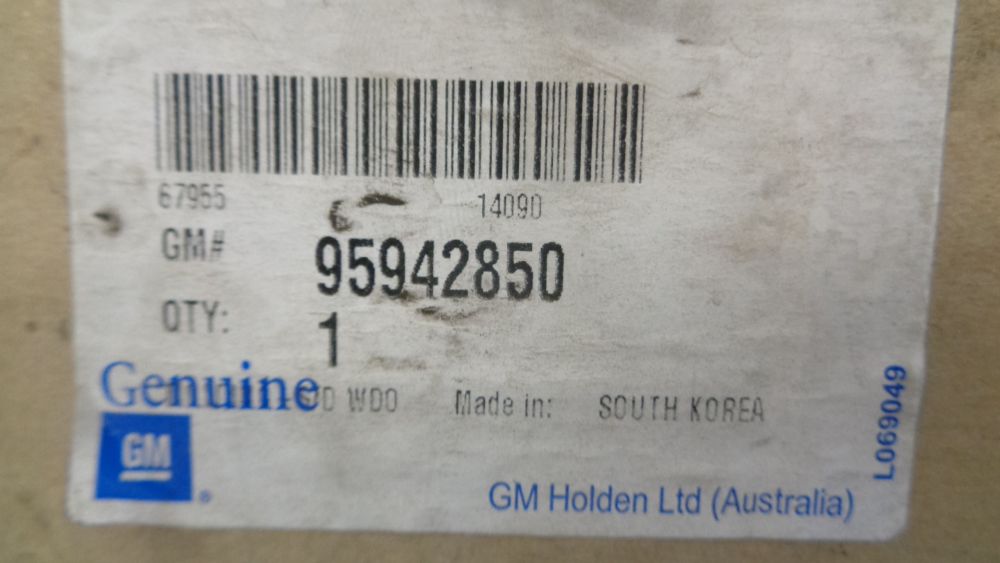 67955 14090
GM# 95942850
QTY: 1
Genuine WDO Made in: SOUTH KOREA
GM
®
GM Holden Ltd (Australia)
L069049